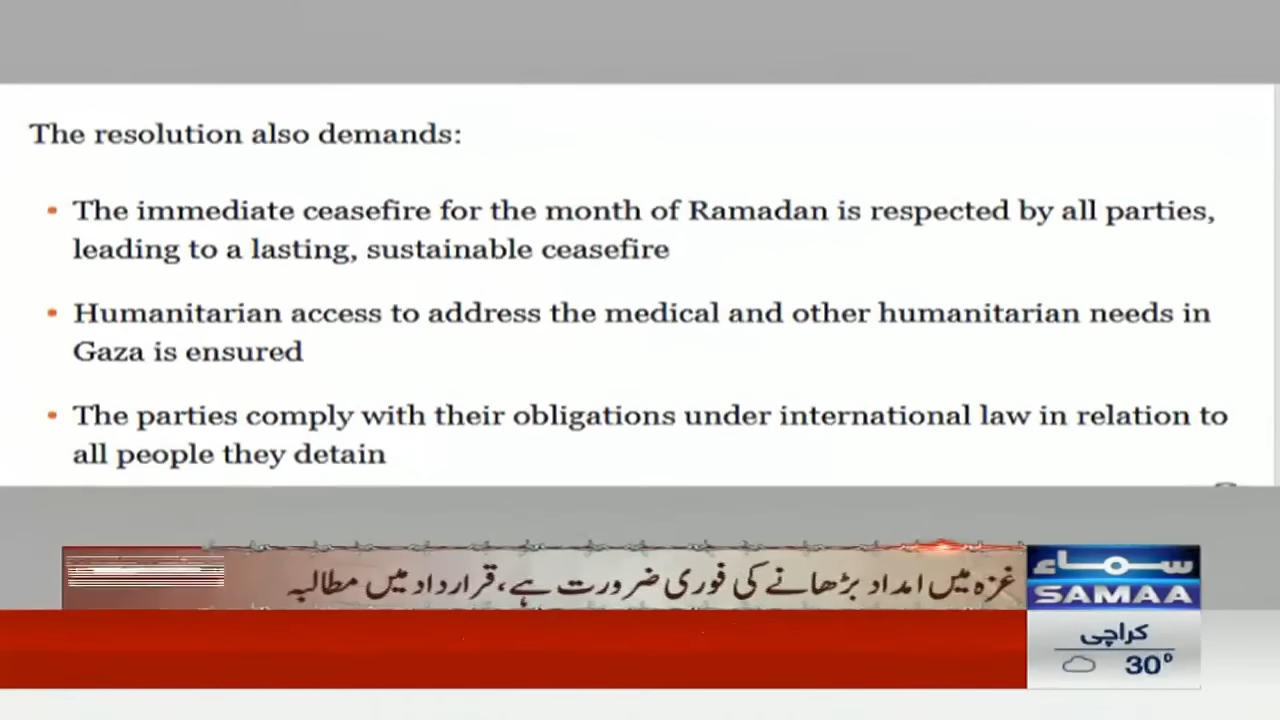 The resolution also demands:
• The immediate ceasefire for the month of Ramadan is respected by all parties,
leading to a lasting, sustainable ceasefire
• Humanitarian access to address the medical and other humanitarian needs in
Gaza is ensured
• The parties comply with their obligations under international law in relation to
all people they detain
غزہ میں امداد بڑھانے کی فوری ضرورت ہے، قرارداد میں مطالبہ
سماء
SAMAA
کراچی
30°